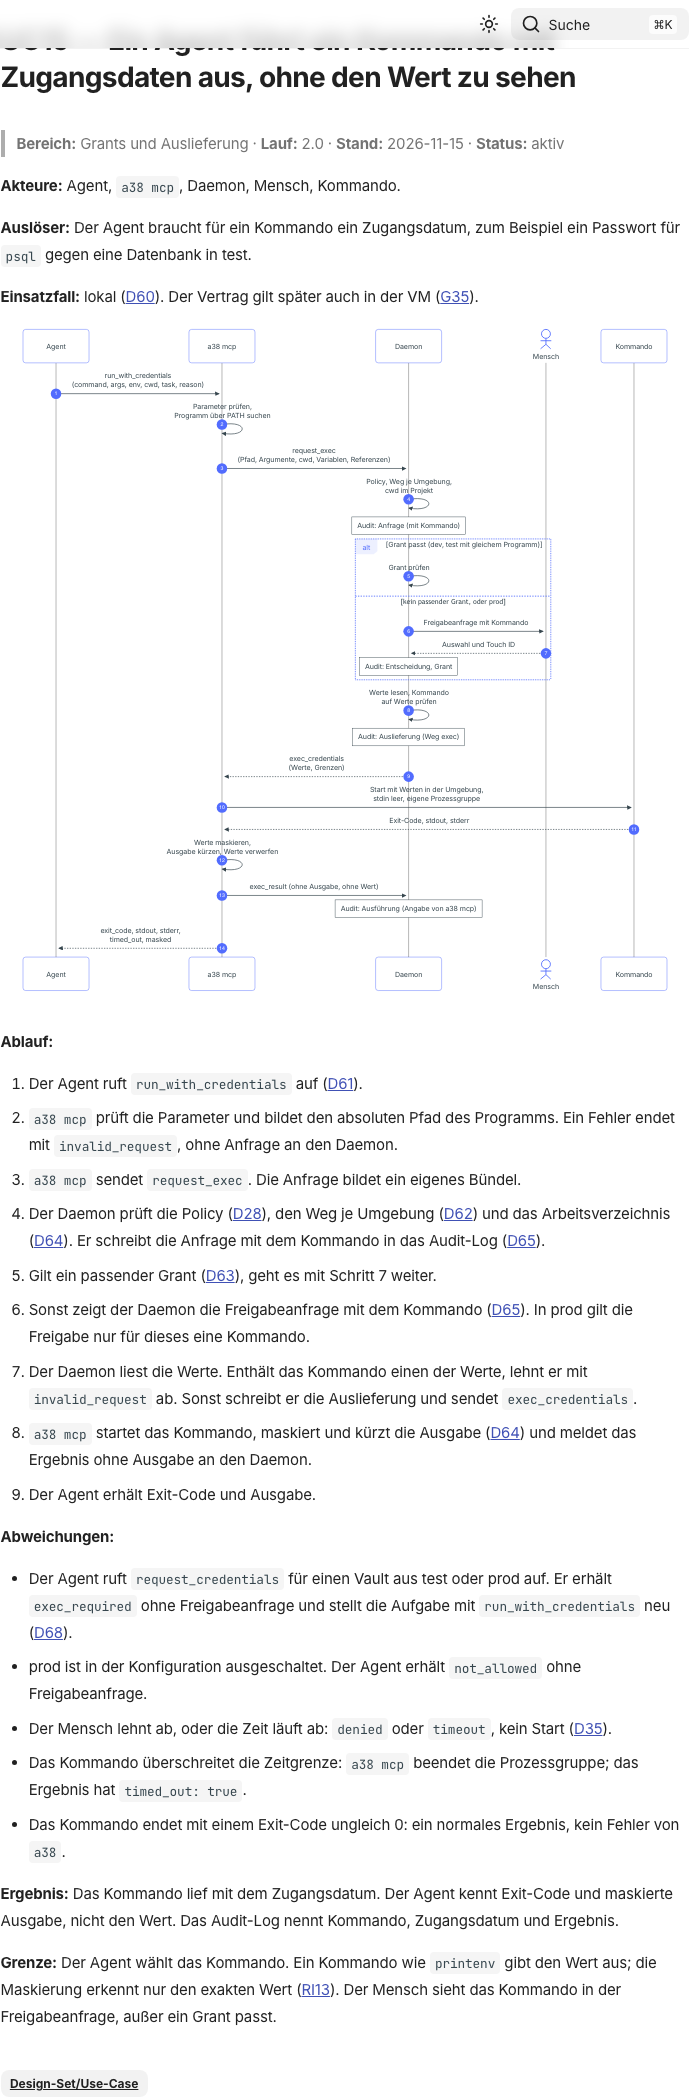 Suche
⌘K
Ein Agent führt ein Kommando mit
Zugangsdaten aus, ohne den Wert zu sehen
Bereich: Grants und Auslieferung · Lauf: 2.0 · Stand: 2026-11-15 · Status: aktiv
Akteure: Agent, a38 mcp, Daemon, Mensch, Kommando.
Auslöser: Der Agent braucht für ein Kommando ein Zugangsdatum, zum Beispiel ein Passwort für
psql gegen eine Datenbank in test.
Einsatzfall: lokal (D60). Der Vertrag gilt später auch in der VM (G35).
Agent
a38 mcp
Daemon
Mensch
Kommando
run_with_credentials
(command, args, env, cwd, task, reason)
1
Parameter prüfen,
Programm über PATH suchen
2
request_exec
(Pfad, Argumente, cwd, Variablen, Referenzen)
3
Policy, Weg je Umgebung,
cwd im Projekt
4
Audit: Anfrage (mit Kommando)
alt
[Grant passt (dev, test mit gleichem Programm)]
Grant prüfen
5
[kein passender Grant, oder prod]
Freigabeanfrage mit Kommando
6
Auswahl und Touch ID
7
Audit: Entscheidung, Grant
Werte lesen, Kommando
auf Werte prüfen
8
Audit: Auslieferung (Weg exec)
exec_credentials
(Werte, Grenzen)
9
Start mit Werten in der Umgebung,
stdin leer, eigene Prozessgruppe
10
Exit-Code, stdout, stderr
11
Werte maskieren,
Ausgabe kürzen, Werte verwerfen
12
exec_result (ohne Ausgabe, ohne Wert)
13
Audit: Ausführung (Angabe von a38 mcp)
exit_code, stdout, stderr,
timed_out, masked
14
Agent
a38 mcp
Daemon
Mensch
Kommando
Ablauf:
1. Der Agent ruft run_with_credentials auf (D61).
2. a38 mcp prüft die Parameter und bildet den absoluten Pfad des Programms. Ein Fehler endet
mit invalid_request, ohne Anfrage an den Daemon.
3. a38 mcp sendet request_exec. Die Anfrage bildet ein eigenes Bündel.
4. Der Daemon prüft die Policy (D28), den Weg je Umgebung (D62) und das Arbeitsverzeichnis
(D64). Er schreibt die Anfrage mit dem Kommando in das Audit-Log (D65).
5. Gilt ein passender Grant (D63), geht es mit Schritt 7 weiter.
6. Sonst zeigt der Daemon die Freigabeanfrage mit dem Kommando (D65). In prod gilt die
Freigabe nur für dieses eine Kommando.
7. Der Daemon liest die Werte. Enthält das Kommando einen der Werte, lehnt er mit
invalid_request ab. Sonst schreibt er die Auslieferung und sendet exec_credentials.
8. a38 mcp startet das Kommando, maskiert und kürzt die Ausgabe (D64) und meldet das
Ergebnis ohne Ausgabe an den Daemon.
9. Der Agent erhält Exit-Code und Ausgabe.
Abweichungen:
• Der Agent ruft request_credentials für einen Vault aus test oder prod auf. Er erhält
exec_required ohne Freigabeanfrage und stellt die Aufgabe mit run_with_credentials neu
(D68).
• prod ist in der Konfiguration ausgeschaltet. Der Agent erhält not_allowed ohne
Freigabeanfrage.
• Der Mensch lehnt ab, oder die Zeit läuft ab: denied oder timeout, kein Start (D35).
• Das Kommando überschreitet die Zeitgrenze: a38 mcp beendet die Prozessgruppe; das
Ergebnis hat timed_out: true.
• Das Kommando endet mit einem Exit-Code ungleich 0: ein normales Ergebnis, kein Fehler von
a38.
Ergebnis: Das Kommando lief mit dem Zugangsdatum. Der Agent kennt Exit-Code und maskierte
Ausgabe, nicht den Wert. Das Audit-Log nennt Kommando, Zugangsdatum und Ergebnis.
Grenze: Der Agent wählt das Kommando. Ein Kommando wie printenv gibt den Wert aus; die
Maskierung erkennt nur den exakten Wert (RI13). Der Mensch sieht das Kommando in der
Freigabeanfrage, außer ein Grant passt.
Design-Set/Use-Case